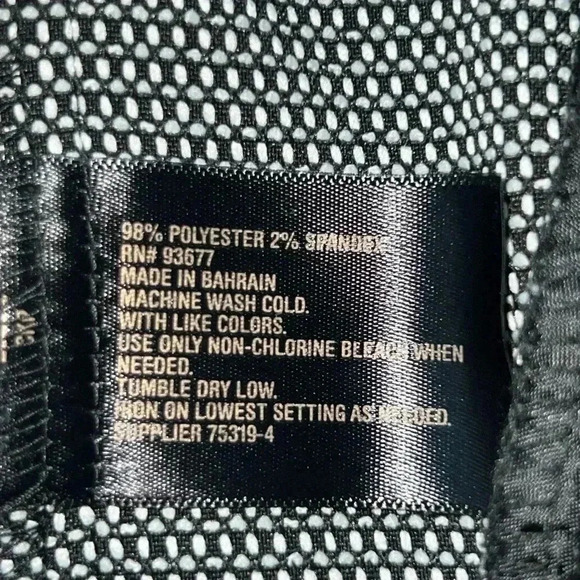 98% POLYESTER 2% SPANDEX
RN# 93677
MADE IN BAHRAIN
MACHINE WASH COLD.
WITH LIKE COLORS.
USE ONLY NON-CHLORINE BLEACH WHEN
NEEDED.
TUMBLE DRY LOW.
IRON ON LOWEST SETTING AS NEEDED.
SUPPLIER 75319-4